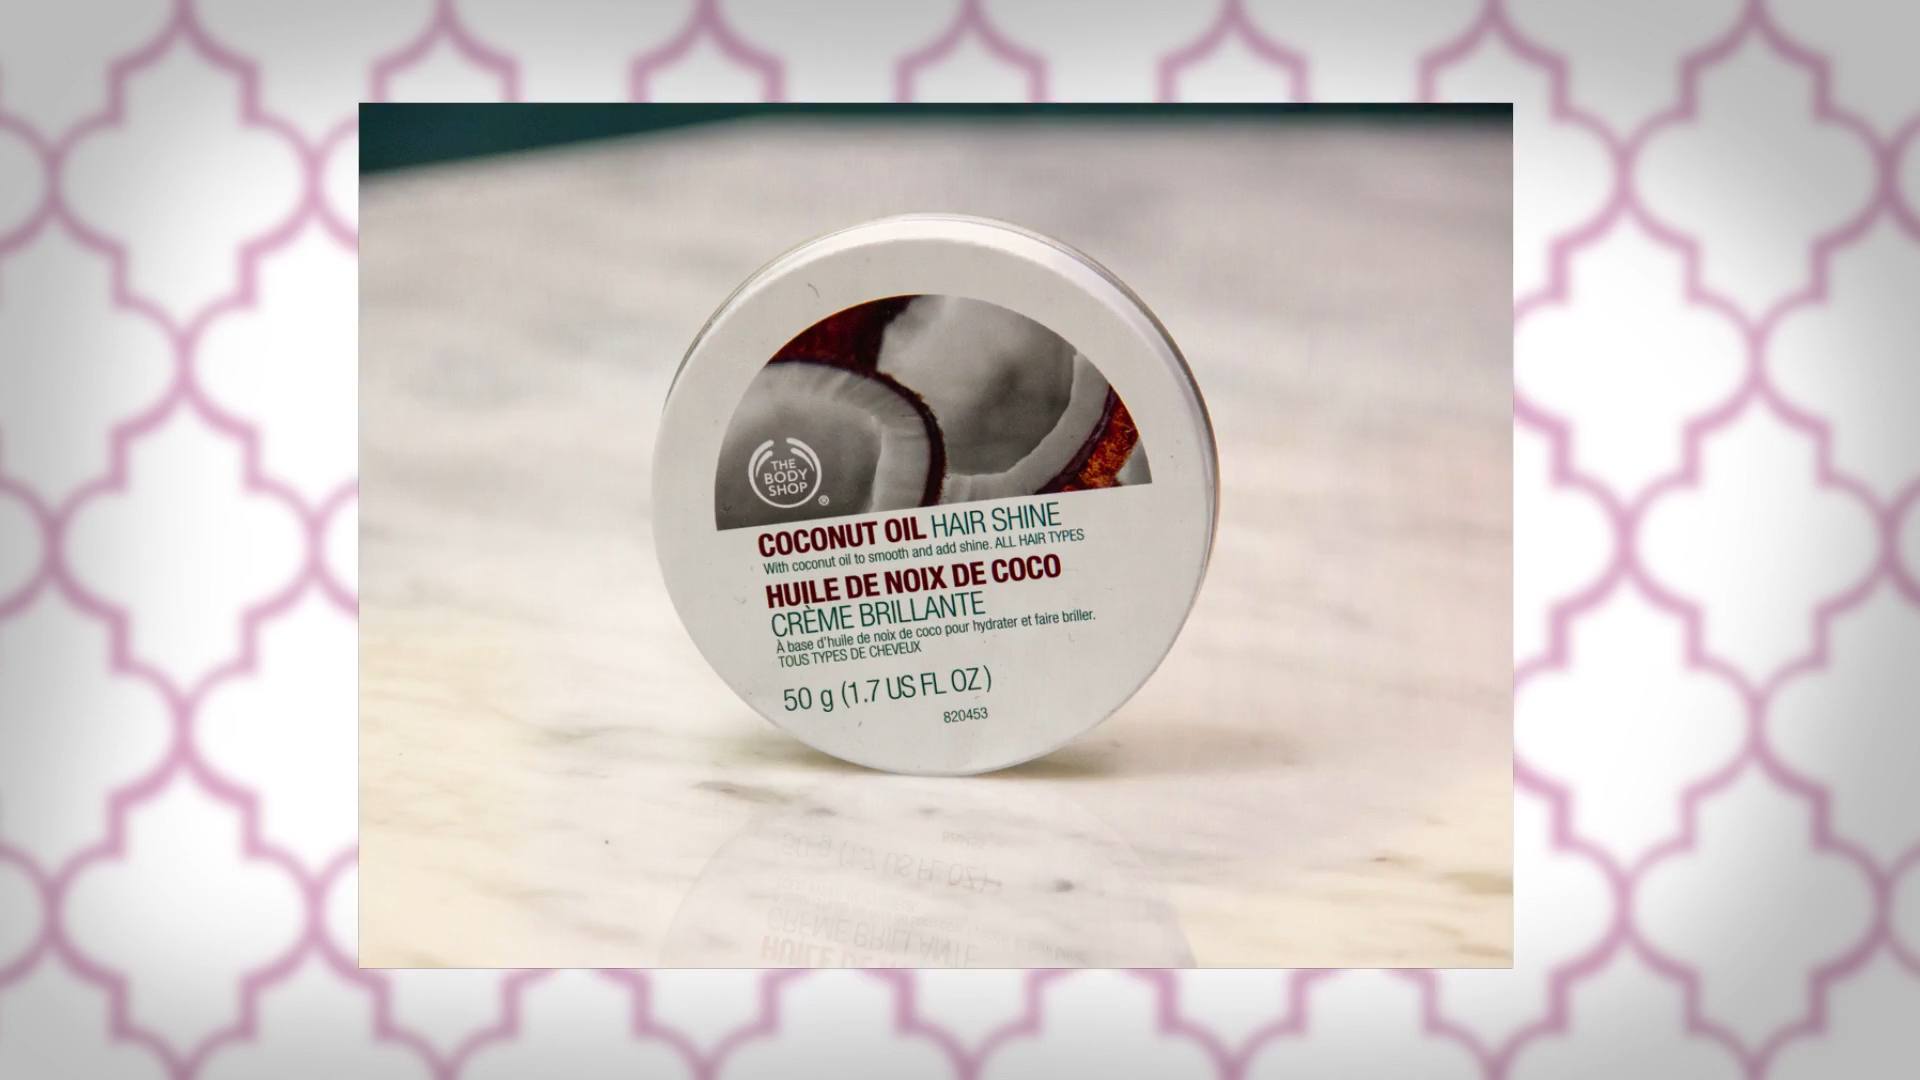 THE
BODY
SHOP
®
COCONUT OIL HAIR SHINE
With coconut oil to smooth and add shine. ALL HAIR TYPES
HUILE DE NOIX DE COCO
CRÈME BRILLANTE
À base d'huile de noix de coco pour hydrater et faire briller.
TOUS TYPES DE CHEVEUX
50 g (1.7 US FL OZ)
820453